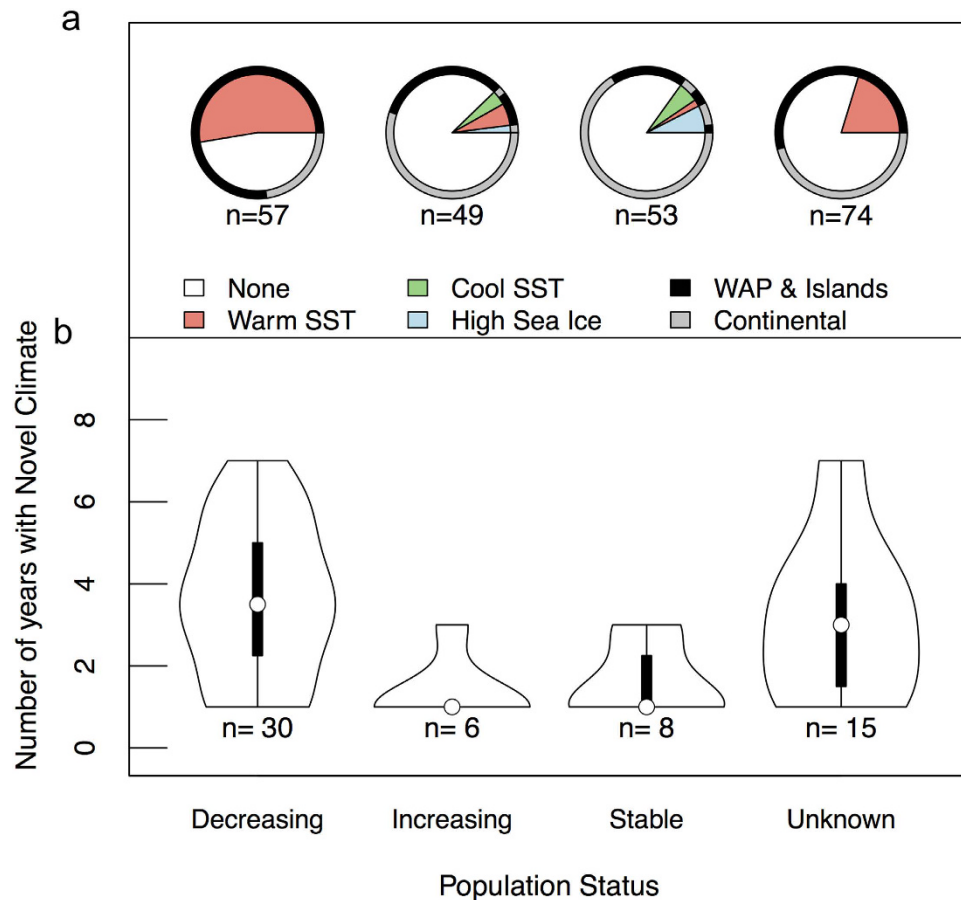 a
n=57 n=49 n=53 n=74
None Cool SST WAP & Islands
Warm SST High Sea Ice Continental
b
Number of years with Novel Climate
8
6
4
2
0
n= 30 n= 6 n= 8 n= 15
Decreasing Increasing Stable Unknown
Population Status